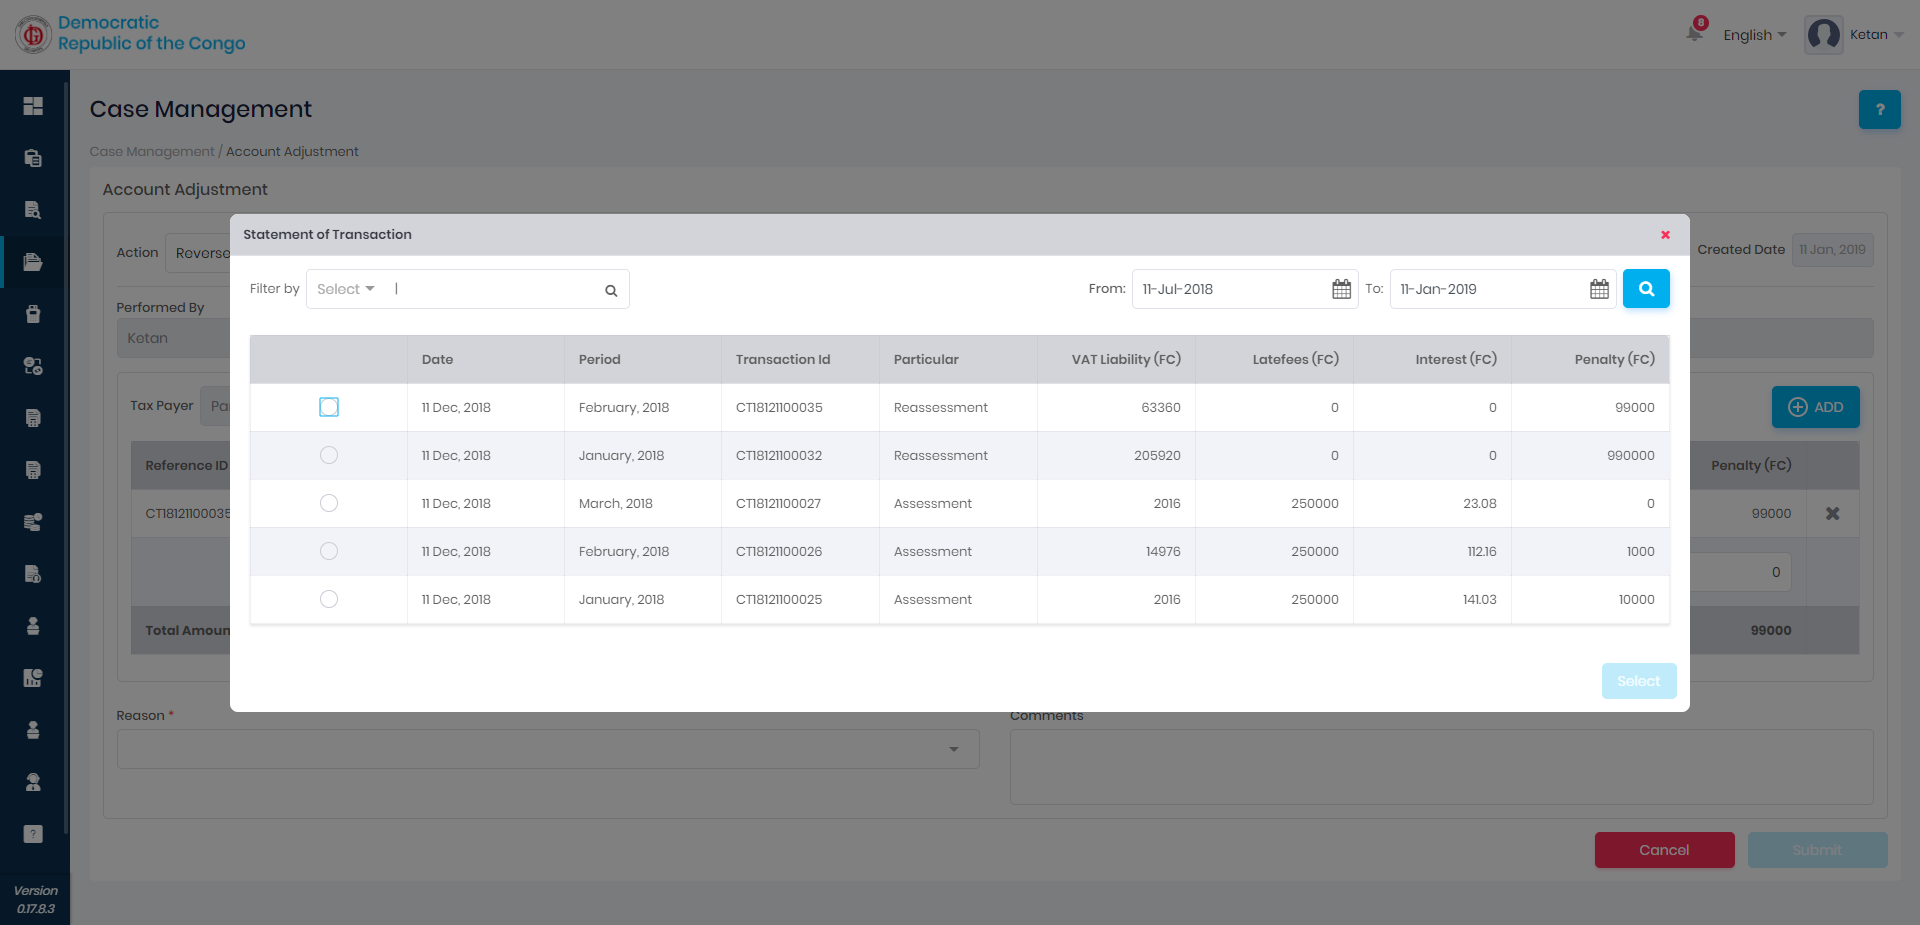 Democratic
Republic of the Congo
8
English
Ketan
Case Management
?
Case Management / Account Adjustment
Account Adjustment
Action
Reverse
Created Date
11 Jan, 2019
Statement of Transaction
Filter by
Select
From:
11-Jul-2018
To:
11-Jan-2019
Performed By
Ketan
Date Period Transaction Id Particular VAT Liability (FC) Latefees (FC) Interest (FC) Penalty (FC)
11 Dec, 2018 February, 2018 CT18121100035 Reassessment 63360 0 0 99000
11 Dec, 2018 January, 2018 CT18121100032 Reassessment 205920 0 0 990000
11 Dec, 2018 March, 2018 CT18121100027 Assessment 2016 250000 23.08 0
11 Dec, 2018 February, 2018 CT18121100026 Assessment 14976 250000 112.16 1000
11 Dec, 2018 January, 2018 CT18121100025 Assessment 2016 250000 141.03 10000
Select
Tax Payer
Pa
ADD
Reference ID
Penalty (FC)
CT18121100035
99000
0
Total Amoun
99000
Reason *
Comments
Cancel
Submit
?
Version
0.17.8.3